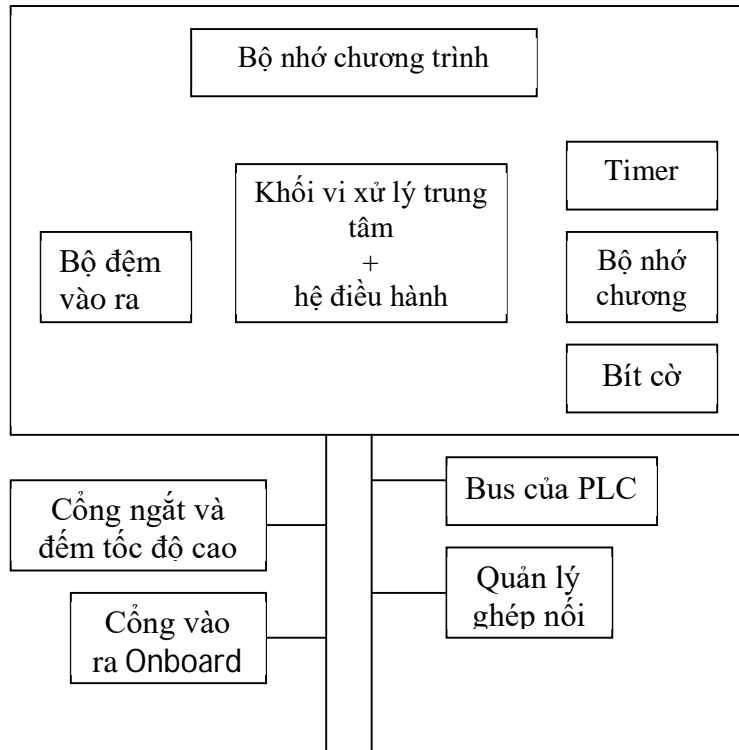 Bộ nhớ chương trình
Khối vi xử lý trung
tâm
+
hệ điều hành
Timer
Bộ đệm
vào ra
Bộ nhớ
chương
Bít cờ
Cổng ngắt và
đếm tốc độ cao
Bus của PLC
Quản lý
ghép nối
Cổng vào
ra Onboard